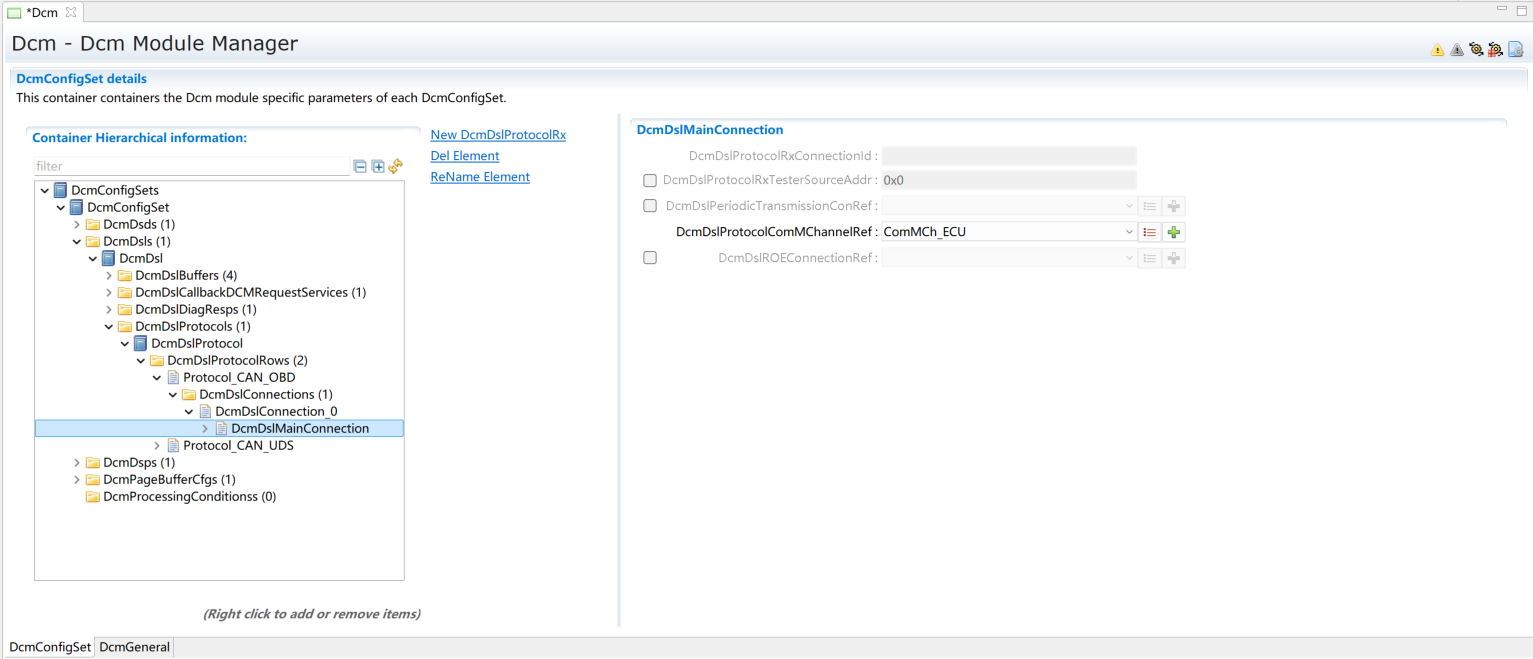 *Dcm
Dcm - Dcm Module Manager
DcmConfigSet details
This container containers the Dcm module specific parameters of each DcmConfigSet.
Container Hierarchical information:
filter
DcmConfigSets
DcmConfigSet
DcmDsds (1)
DcmDsls (1)
DcmDsl
DcmDslBuffers (4)
DcmDslCallbackDCMRequestServices (1)
DcmDslDiagResps (1)
DcmDslProtocols (1)
DcmDslProtocol
DcmDslProtocolRows (2)
Protocol_CAN_OBD
DcmDslConnections (1)
DcmDslConnection_0
DcmDslMainConnection
Protocol_CAN_UDS
DcmDsps (1)
DcmPageBufferCfgs (1)
DcmProcessingConditionss (0)
(Right click to add or remove items)
New DcmDslProtocolRx
Del Element
ReName Element
DcmDslMainConnection
DcmDslProtocolRxConnectionId :
DcmDslProtocolRxTesterSourceAddr : 0x0
DcmDslPeriodicTransmissionConRef :
DcmDslProtocolComMChannelRef : ComMCh_ECU
DcmDslROEConnectionRef :
DcmConfigSet DcmGeneral